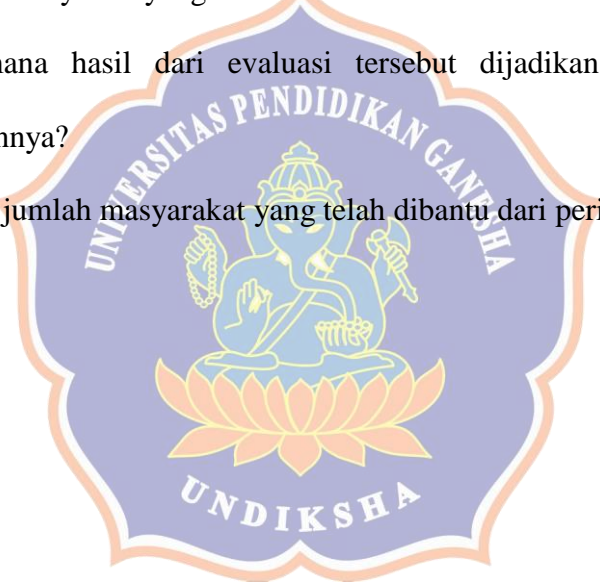 hana hasil dari evaluasi tersebut dijadikan
nnya?
jumlah masyarakat yang telah dibantu dari peri
UNIVERSITAS PENDIDIKAN GANESHA
UNDIKSHA